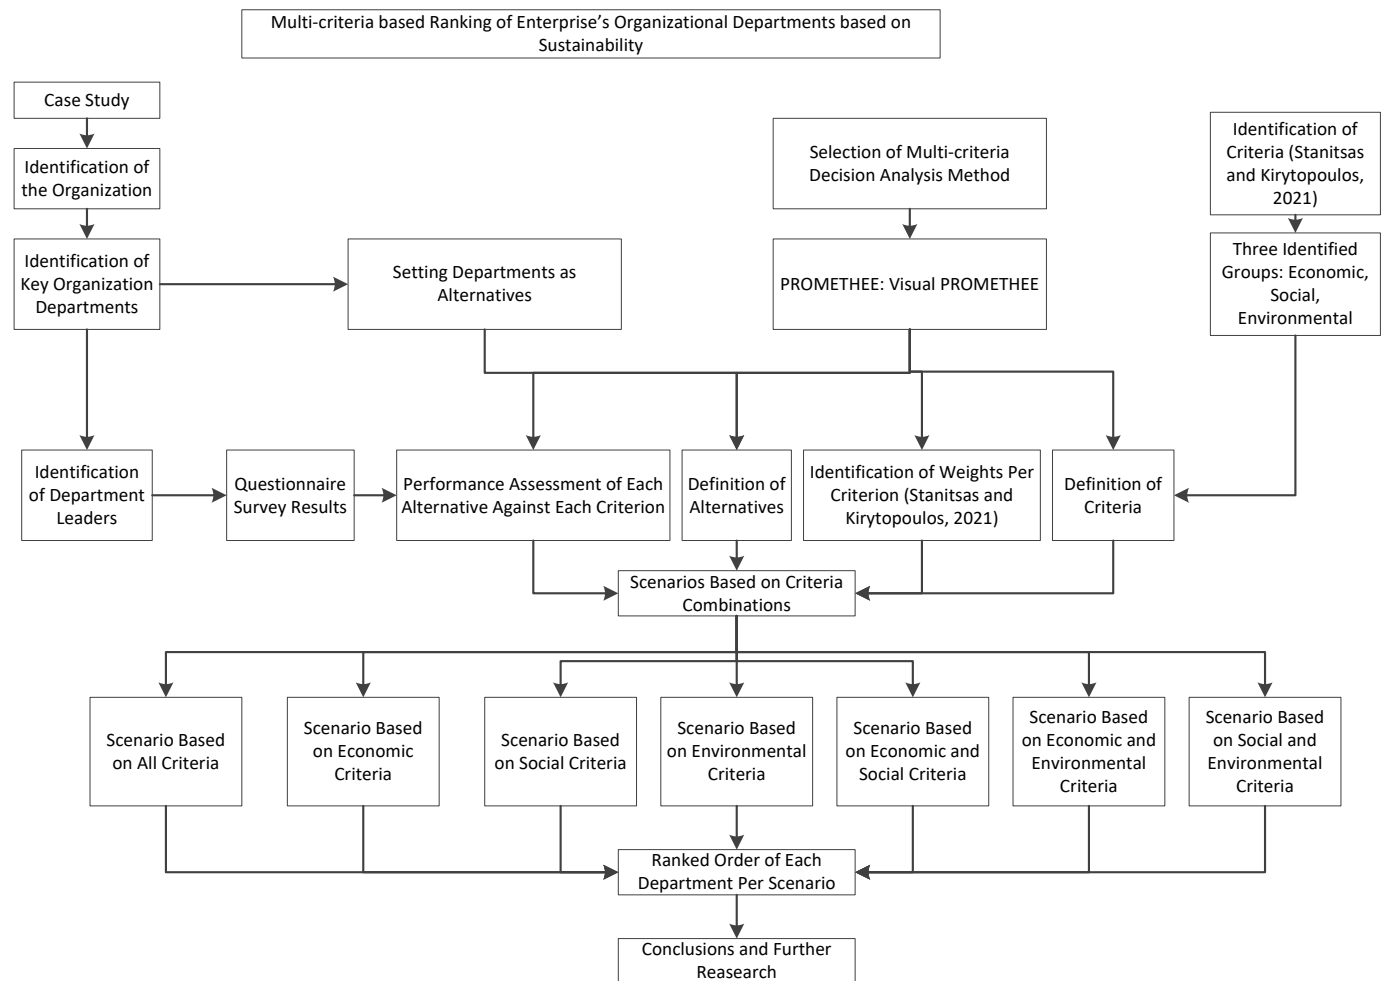 Multi-criteria based Ranking of Enterprise's Organizational Departments based on
Sustainability
Case Study
Identification of
the Organization
Selection of Multi-criteria
Decision Analysis Method
Identification of
Criteria (Stanitsas
and Kirytopoulos,
2021)
Identification of
Key Organization
Departments
Setting Departments as
Alternatives
PROMETHEE: Visual PROMETHEE
Three Identified
Groups: Economic,
Social,
Environmental
Identification
of Department
Leaders
Questionnaire
Survey Results
Performance Assessment of Each
Alternative Against Each Criterion
Definition of
Alternatives
Identification of Weights Per
Criterion (Stanitsas and
Kirytopoulos, 2021)
Definition of
Criteria
Scenarios Based on Criteria
Combinations
Scenario Based
on All Criteria
Scenario Based
on Economic
Criteria
Scenario Based
on Social Criteria
Scenario Based
on Environmental
Criteria
Scenario Based
on Economic and
Social Criteria
Scenario Based
on Economic and
Environmental
Criteria
Scenario Based
on Social and
Environmental
Criteria
Ranked Order of Each
Department Per Scenario
Conclusions and Further
Reasearch